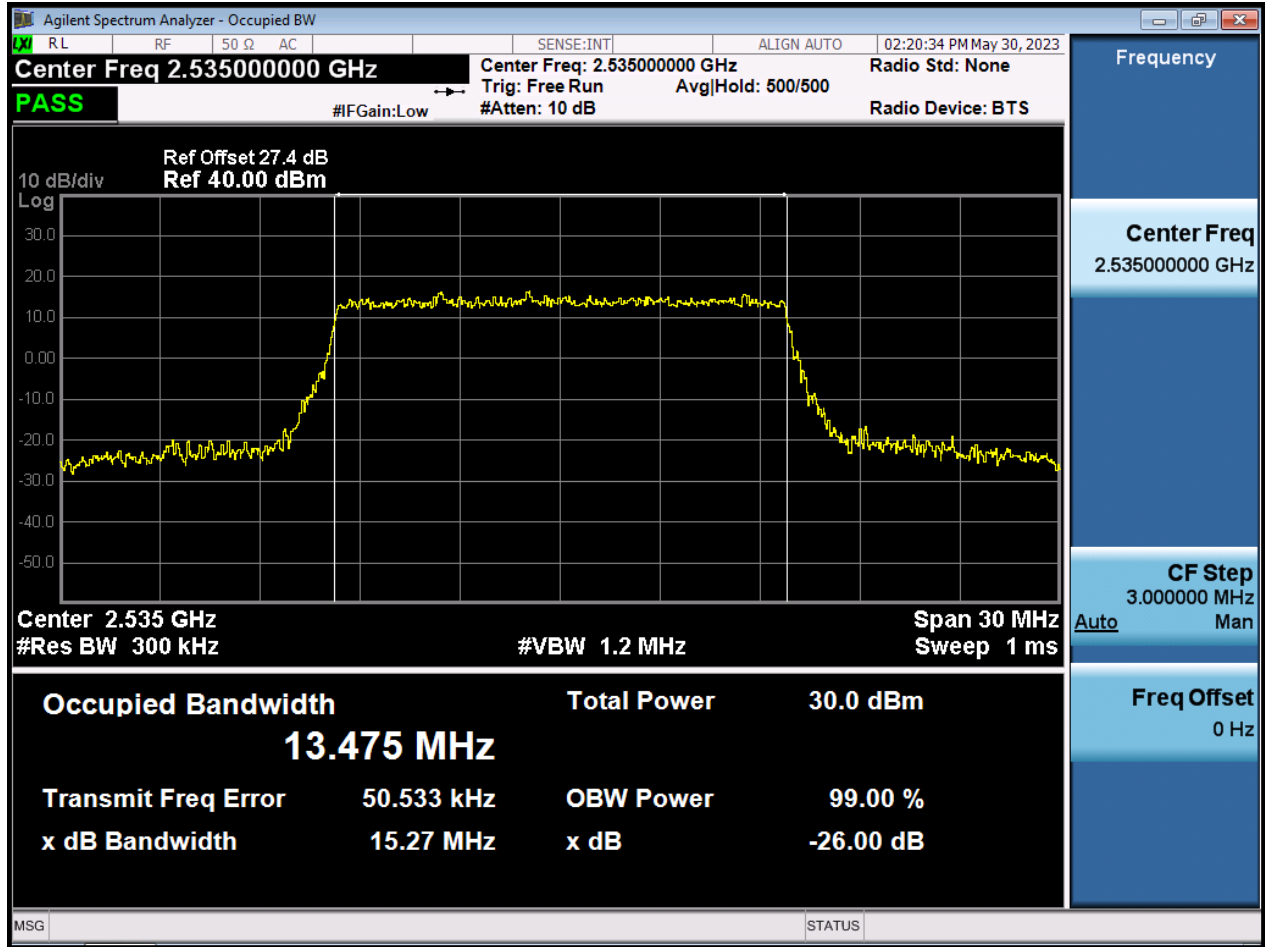 Agilent Spectrum Analyzer - Occupied BW
LXI RL RF 50 Ω AC SENSE:INT ALIGN AUTO 02:20:34 PM May 30, 2023
Center Freq 2.535000000 GHz
PASS
#IFGain:Low
Center Freq: 2.535000000 GHz
Trig: Free Run Avg|Hold: 500/500
#Atten: 10 dB
Radio Std: None
Radio Device: BTS
Ref Offset 27.4 dB
10 dB/div Ref 40.00 dBm
Log
30.0
20.0
10.0
0.00
-10.0
-20.0
-30.0
-40.0
-50.0
Center 2.535 GHz Span 30 MHz
#Res BW 300 kHz #VBW 1.2 MHz Sweep 1 ms
Occupied Bandwidth Total Power 30.0 dBm
13.475 MHz
Transmit Freq Error 50.533 kHz OBW Power 99.00 %
x dB Bandwidth 15.27 MHz x dB -26.00 dB
MSG STATUS
Frequency
Center Freq
2.535000000 GHz
CF Step
3.000000 MHz
Auto Man
Freq Offset
0 Hz